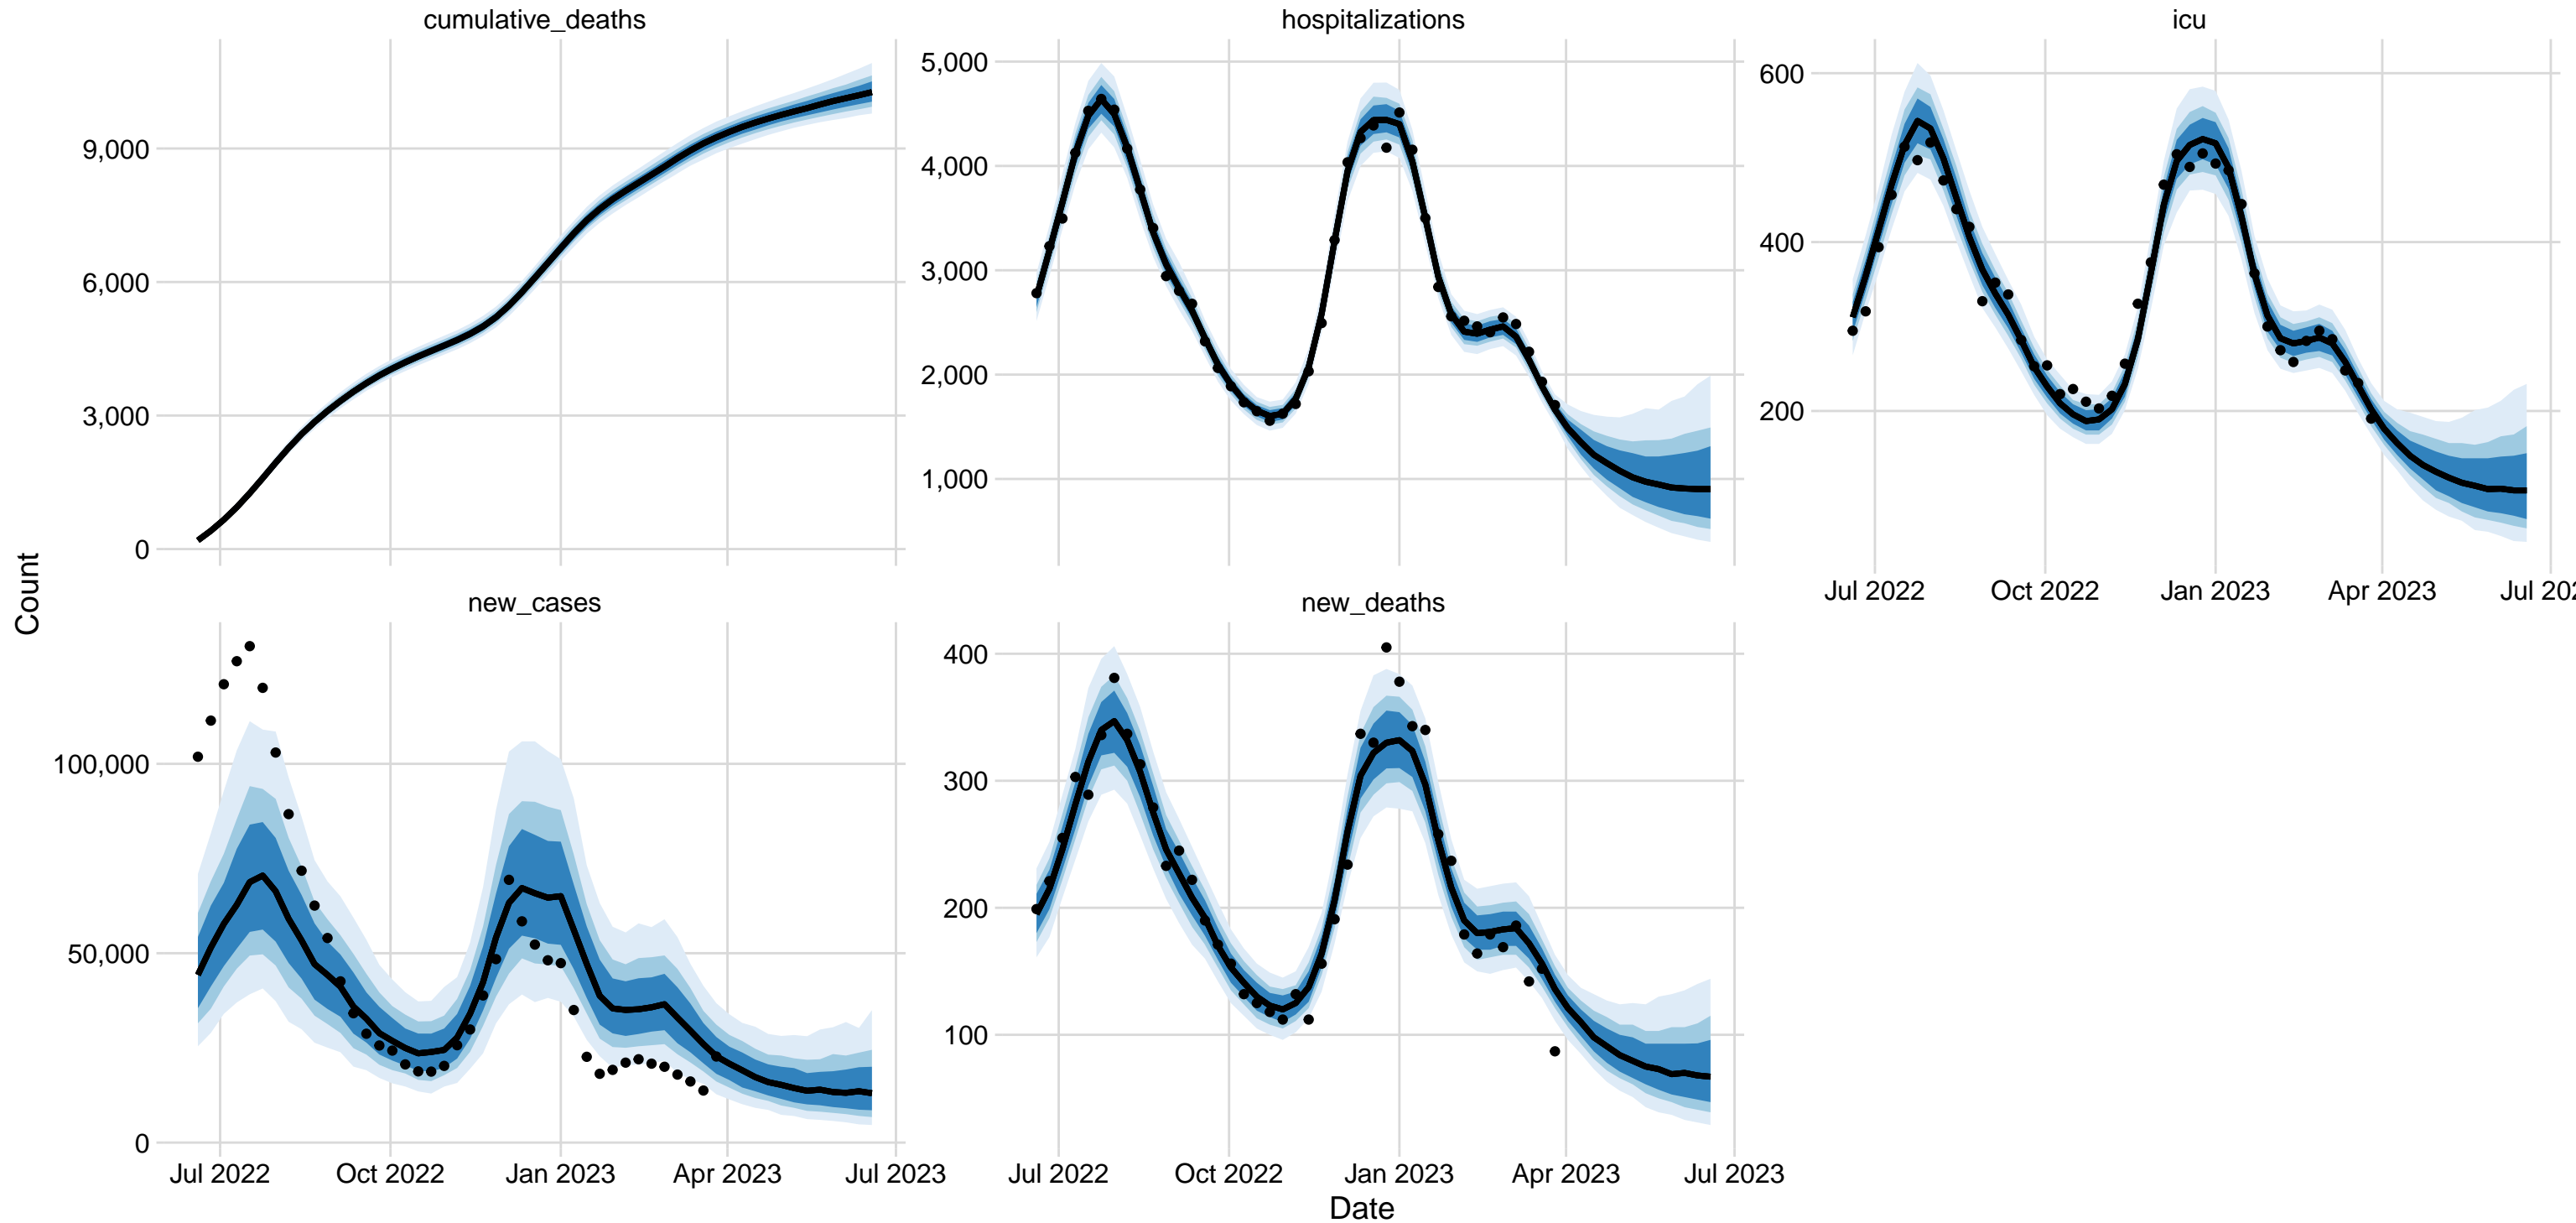 cumulative_deaths
hospitalizations
icu
9,000
6,000
3,000
0
5,000
4,000
3,000
2,000
1,000
600
400
200
Jul 2022 Oct 2022 Jan 2023 Apr 2023 Jul 202
Count
new_cases
new_deaths
100,000
50,000
0
400
300
200
100
Jul 2022 Oct 2022 Jan 2023 Apr 2023 Jul 2023
Jul 2022 Oct 2022 Jan 2023 Apr 2023 Jul 2023
Date